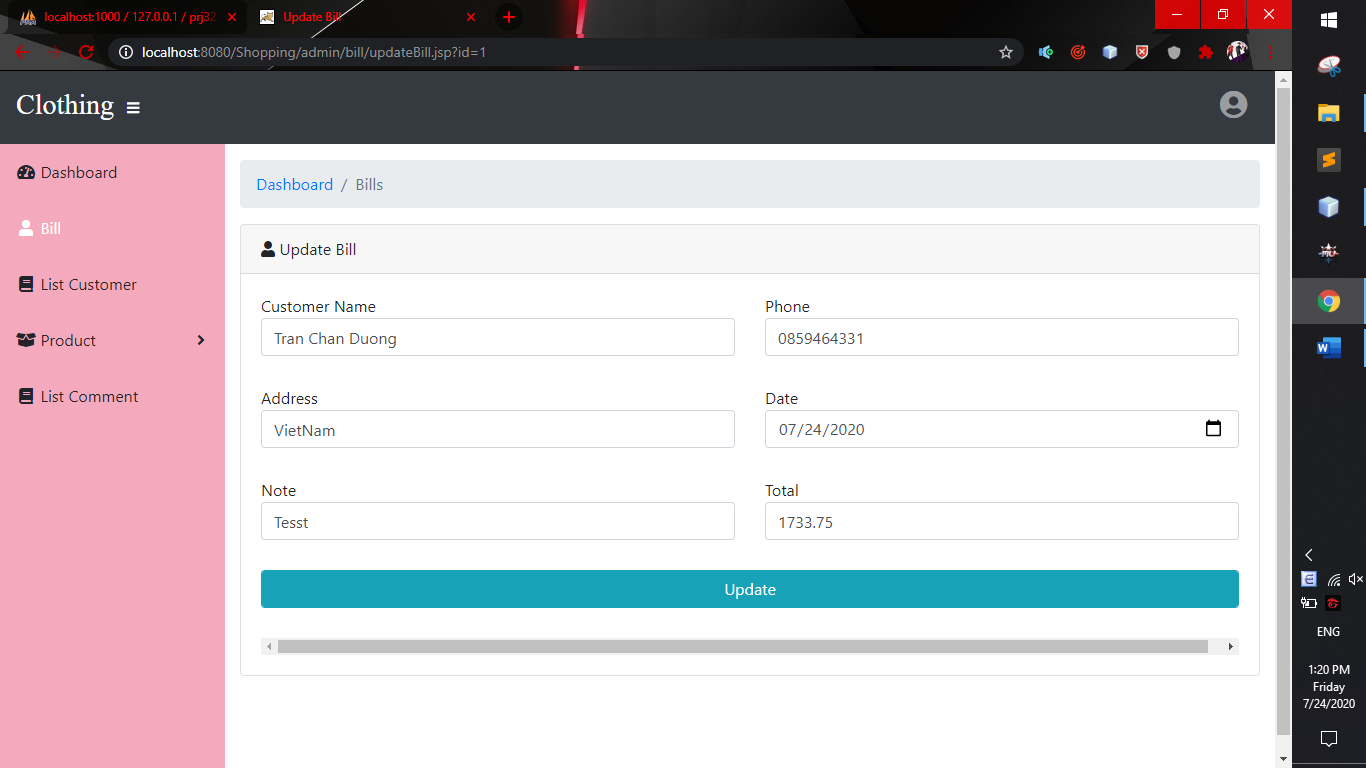 localhost:1000 / 127.0.0.1 / prj32
Update Bill
localhost:8080/Shopping/admin/bill/updateBill.jsp?id=1
Clothing
Dashboard
Bill
List Customer
Product
List Comment
Dashboard / Bills
Update Bill
Customer Name
Tran Chan Duong
Phone
0859464331
Address
VietNam
Date
07/24/2020
Note
Tesst
Total
1733.75
Update
ENG
1:20 PM
Friday
7/24/2020